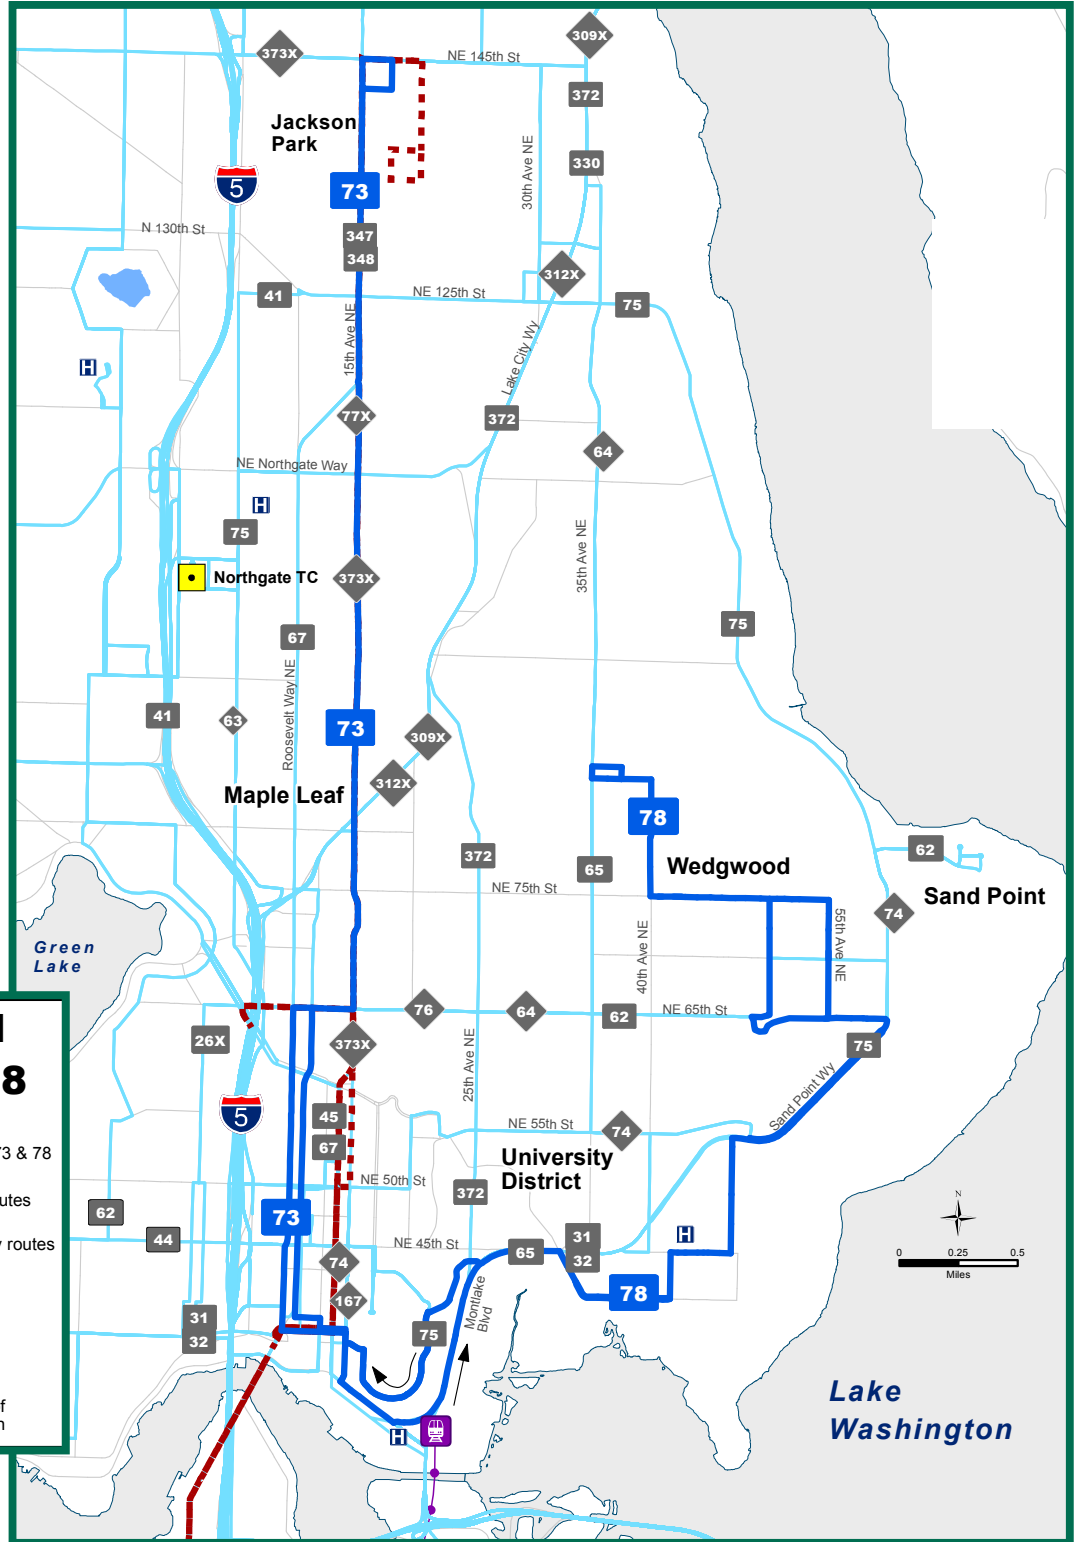 309X
373X
NE 145th St
372
Jackson
Park
30th Ave NE
330
5
73
N 130th St
347
348
312X
41
NE 125th St
75
15th Ave NE
Lake City Wy
H
77X
372
64
NE Northgate Way
H
75
35th Ave NE
Northgate TC
373X
75
67
Roosevelt Way NE
41
63
73
309X
312X
Maple Leaf
78
372
65
Wedgwood
62
NE 75th St
Sand Point
74
55th Ave NE
40th Ave NE
Green
Lake
76
64
62
NE 65th St
26X
373X
75
8
25th Ave NE
Sand Point Wy
5
45
NE 55th St
74
73 & 78
67
University
District
NE 50th St
utes
372
62
73
44
y routes
NE 45th St
65
31
32
H
N
0 0.25 0.5
Miles
74
167
78
Montlake
Blvd
31
32
75
Lake
Washington
f
n
H